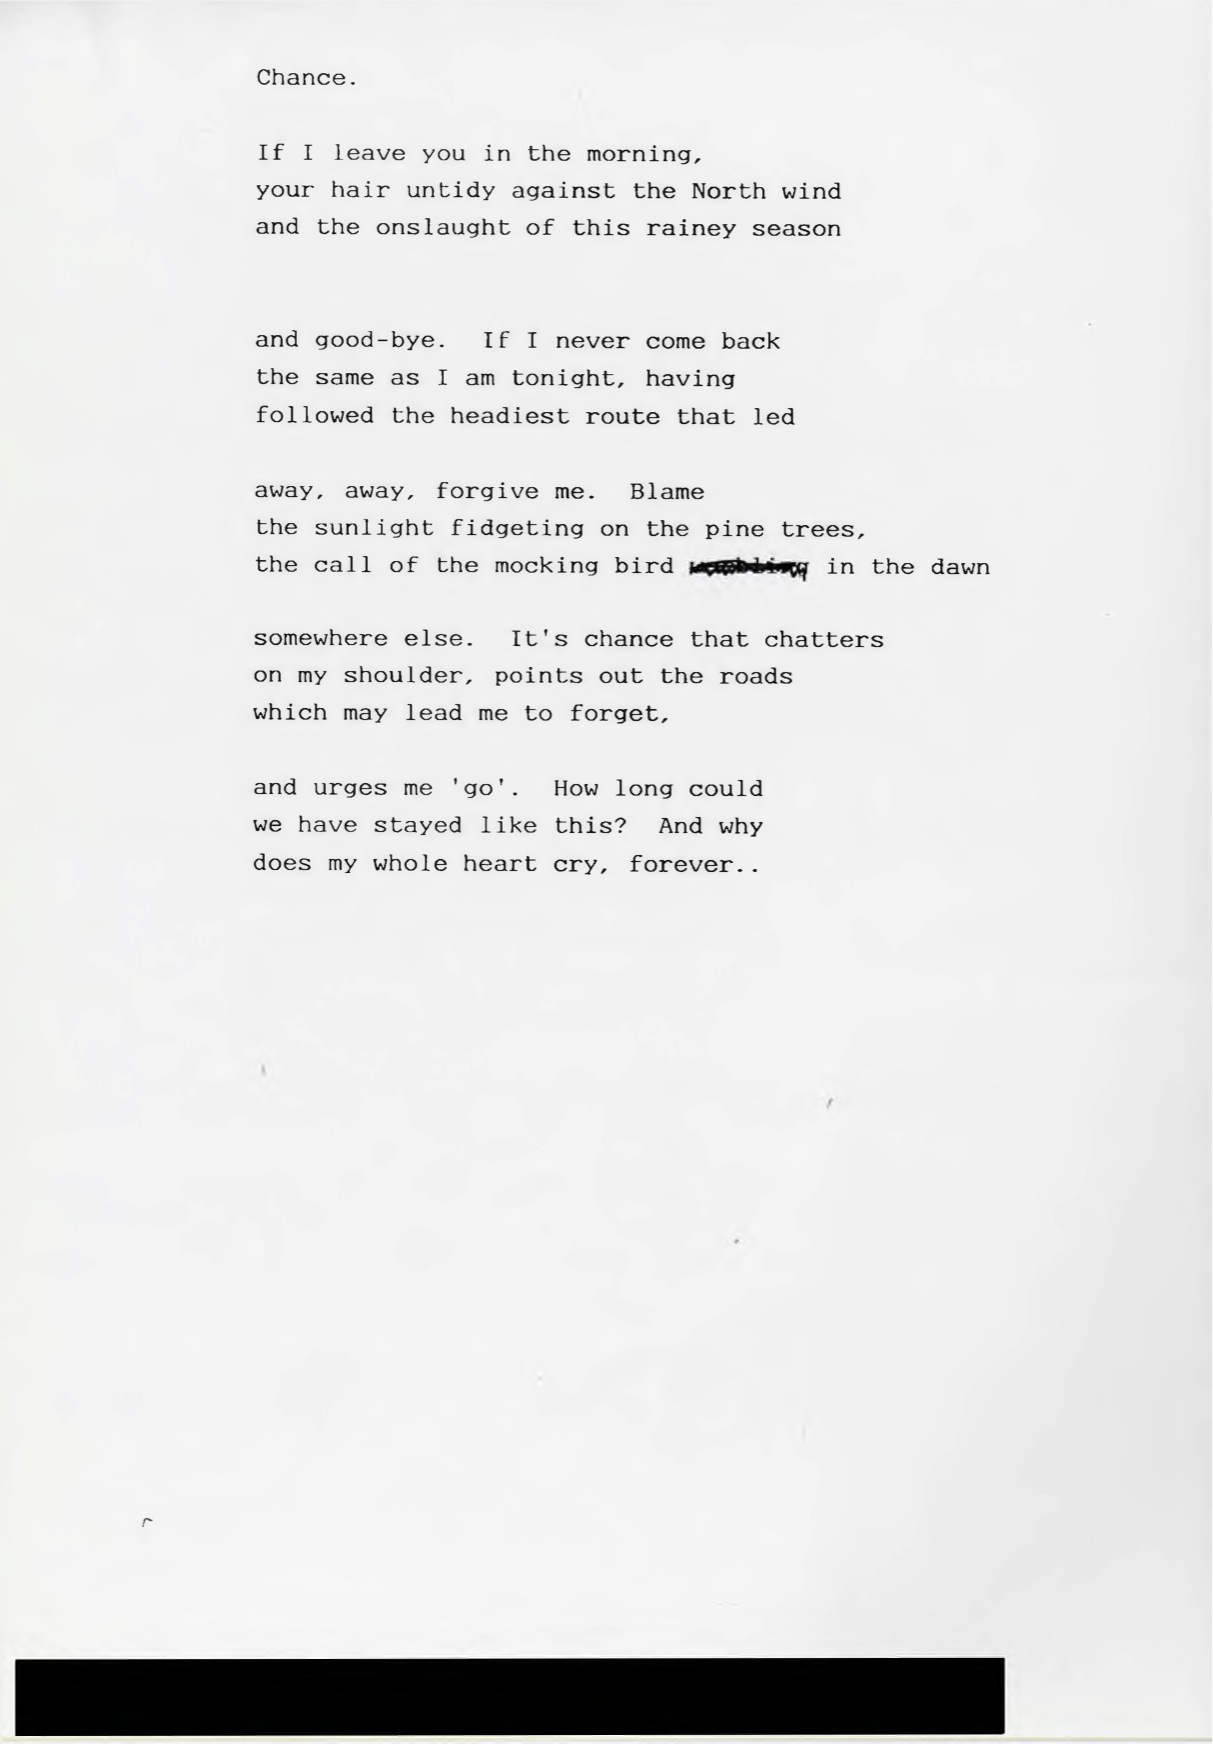 Chance.
If I leave you in the morning,
your hair untidy against the North wind
and the onslaught of this rainey season
and good-bye. If I never come back
the same as I am tonight, having
followed the headiest route that led
away, away, forgive me. Blame
the sunlight fidgeting on the pine trees,
the call of the mocking bird in the dawn
somewhere else. It's chance that chatters
on my shoulder, points out the roads
which may lead me to forget,
and urges me 'go'. How long could
we have stayed like this? And why
does my whole heart cry, forever..